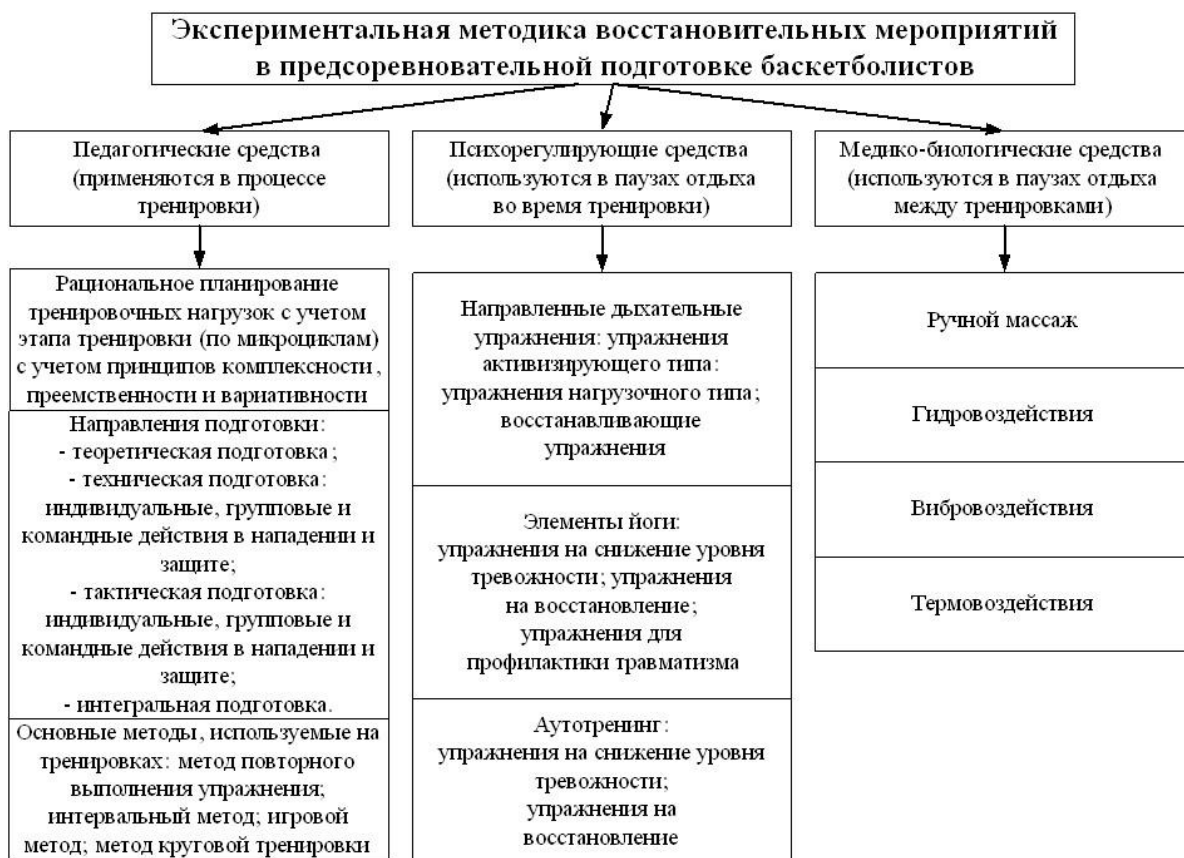 Экспериментальная методика восстановительных мероприятий
в предсоревновательной подготовке баскетболистов
Педагогические средства
(применяются в процессе
тренировки)
Психорегулирующие средства
(используются в паузах отдыха
во время тренировки)
Медико-биологические средства
(используются в паузах отдыха
между тренировками)
Рациональное планирование
тренировочных нагрузок с учетом
этапа тренировки (по микроциклам)
с учетом принципов комплексности,
преемственности и вариативности
Направления подготовки:
- теоретическая подготовка;
- техническая подготовка:
индивидуальные, групповые и
командные действия в нападении и
защите;
- тактическая подготовка:
индивидуальные, групповые и
командные действия в нападении и
защите;
- интегральная подготовка.
Основные методы, используемые на
тренировках: метод повторного
выполнения упражнения;
интервальный метод; игровой
метод; метод круговой тренировки
Направленные дыхательные
упражнения: упражнения
активизирующего типа:
упражнения нагрузочного типа;
восстанавливающие
упражнения
Элементы йоги:
упражнения на снижение уровня
тревожности; упражнения
на восстановление;
упражнения для
профилактики травматизма
Аутотренинг:
упражнения на снижение уровня
тревожности;
упражнения на
восстановление
Ручной массаж
Гидровоздействия
Вибровоздействия
Термовоздействия